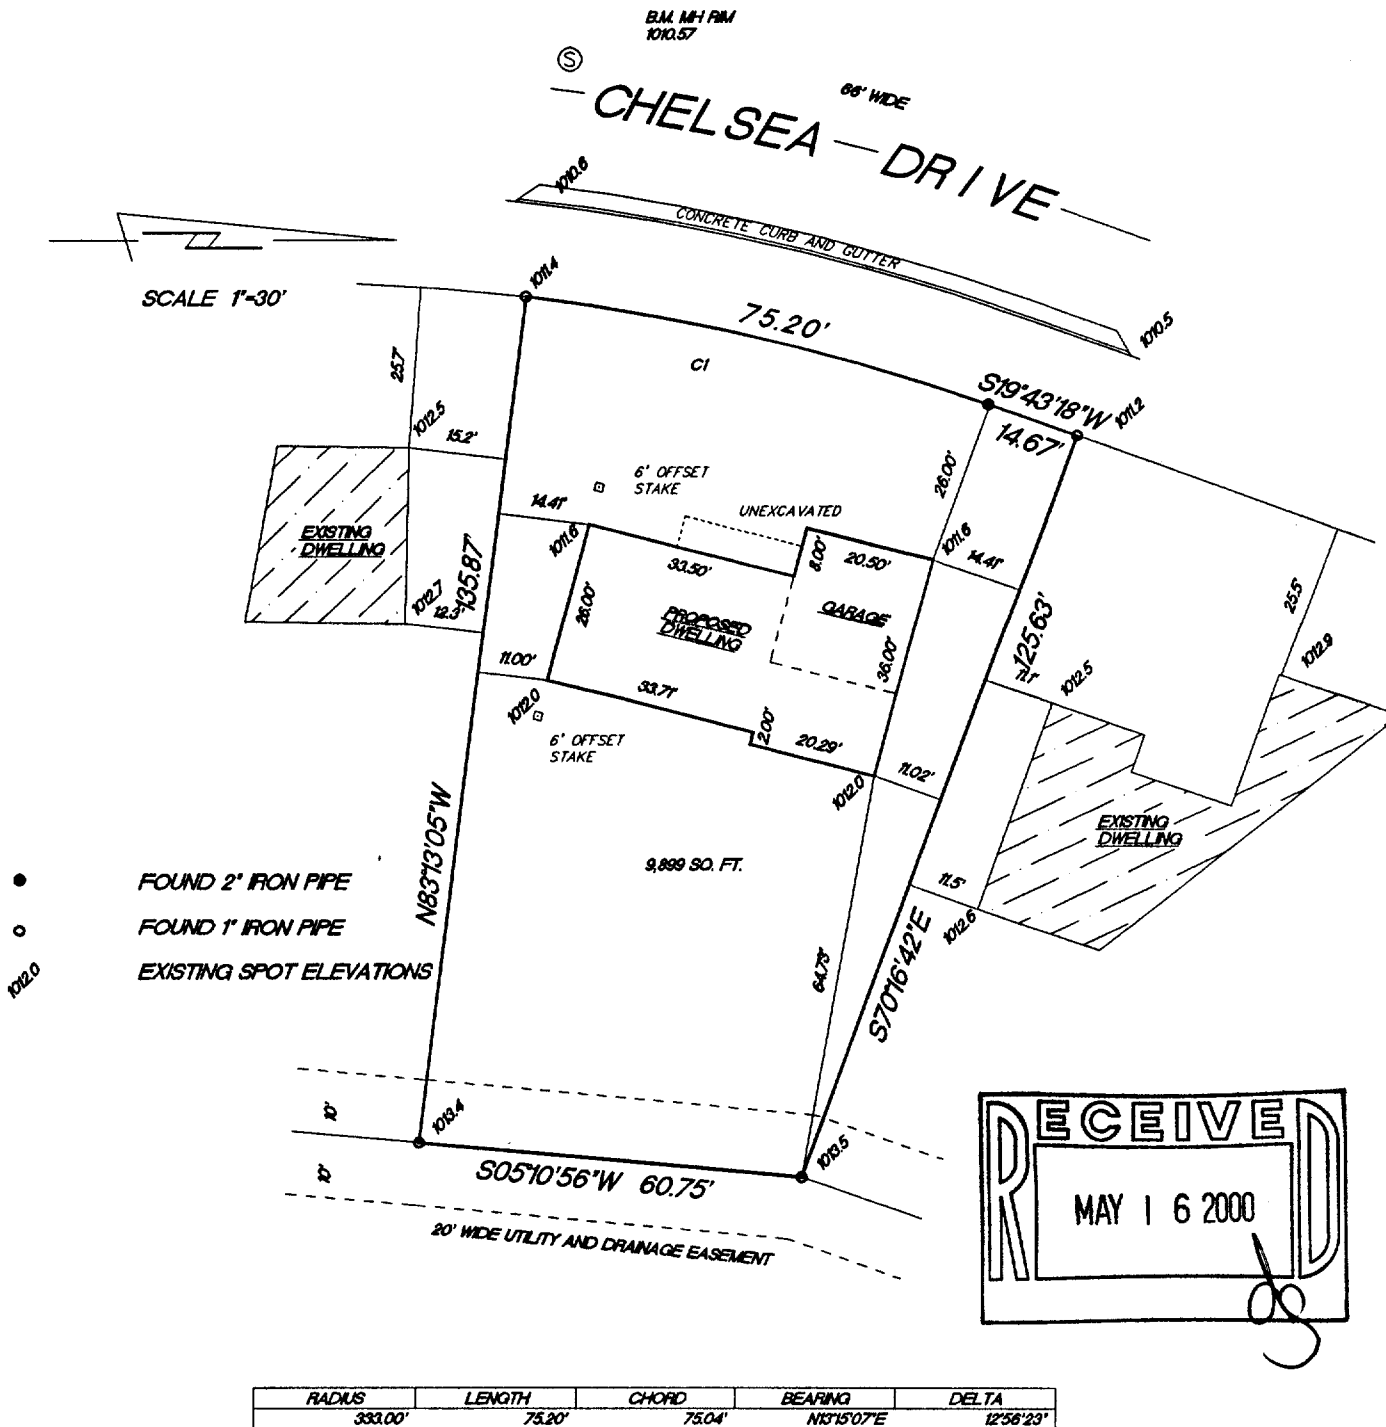 B.M. MH RIM
1010.57
S
66' WIDE
CHELSEA DRIVE
1010.6
CONCRETE CURB AND GUTTER
1010.5
SCALE 1"=30'
1011.4
75.20'
C1
S19°43'18"W
14.67'
1011.2
25.7'
1012.5
15.2'
6' OFFSET
STAKE
26.00'
14.41'
UNEXCAVATED
1011.6
8.00'
20.50'
1011.6
14.41'
EXISTING
DWELLING
33.50'
135.87'
26.00'
PROPOSED
DWELLING
GARAGE
25.5'
125.63'
1012.7
12.3'
36.00'
1012.9
11.00'
33.71'
11.1'
1012.5
1012.0
6' OFFSET
STAKE
2.00'
20.29'
11.02'
1012.0
N83°13'05"W
EXISTING
DWELLING
9,899 SQ. FT.
FOUND 2" IRON PIPE
11.5'
FOUND 1" IRON PIPE
1012.6
1012.0
EXISTING SPOT ELEVATIONS
64.73'
S70°16'42"E
10'
1013.4
1013.5
10'
S05°10'56"W 60.75'
20' WIDE UTILITY AND DRAINAGE EASEMENT
RECEIVED
MAY 16 2000
RADIUS LENGTH CHORD BEARING DELTA
333.00' 75.20' 75.04' N13°15'07"E 12°56'23"